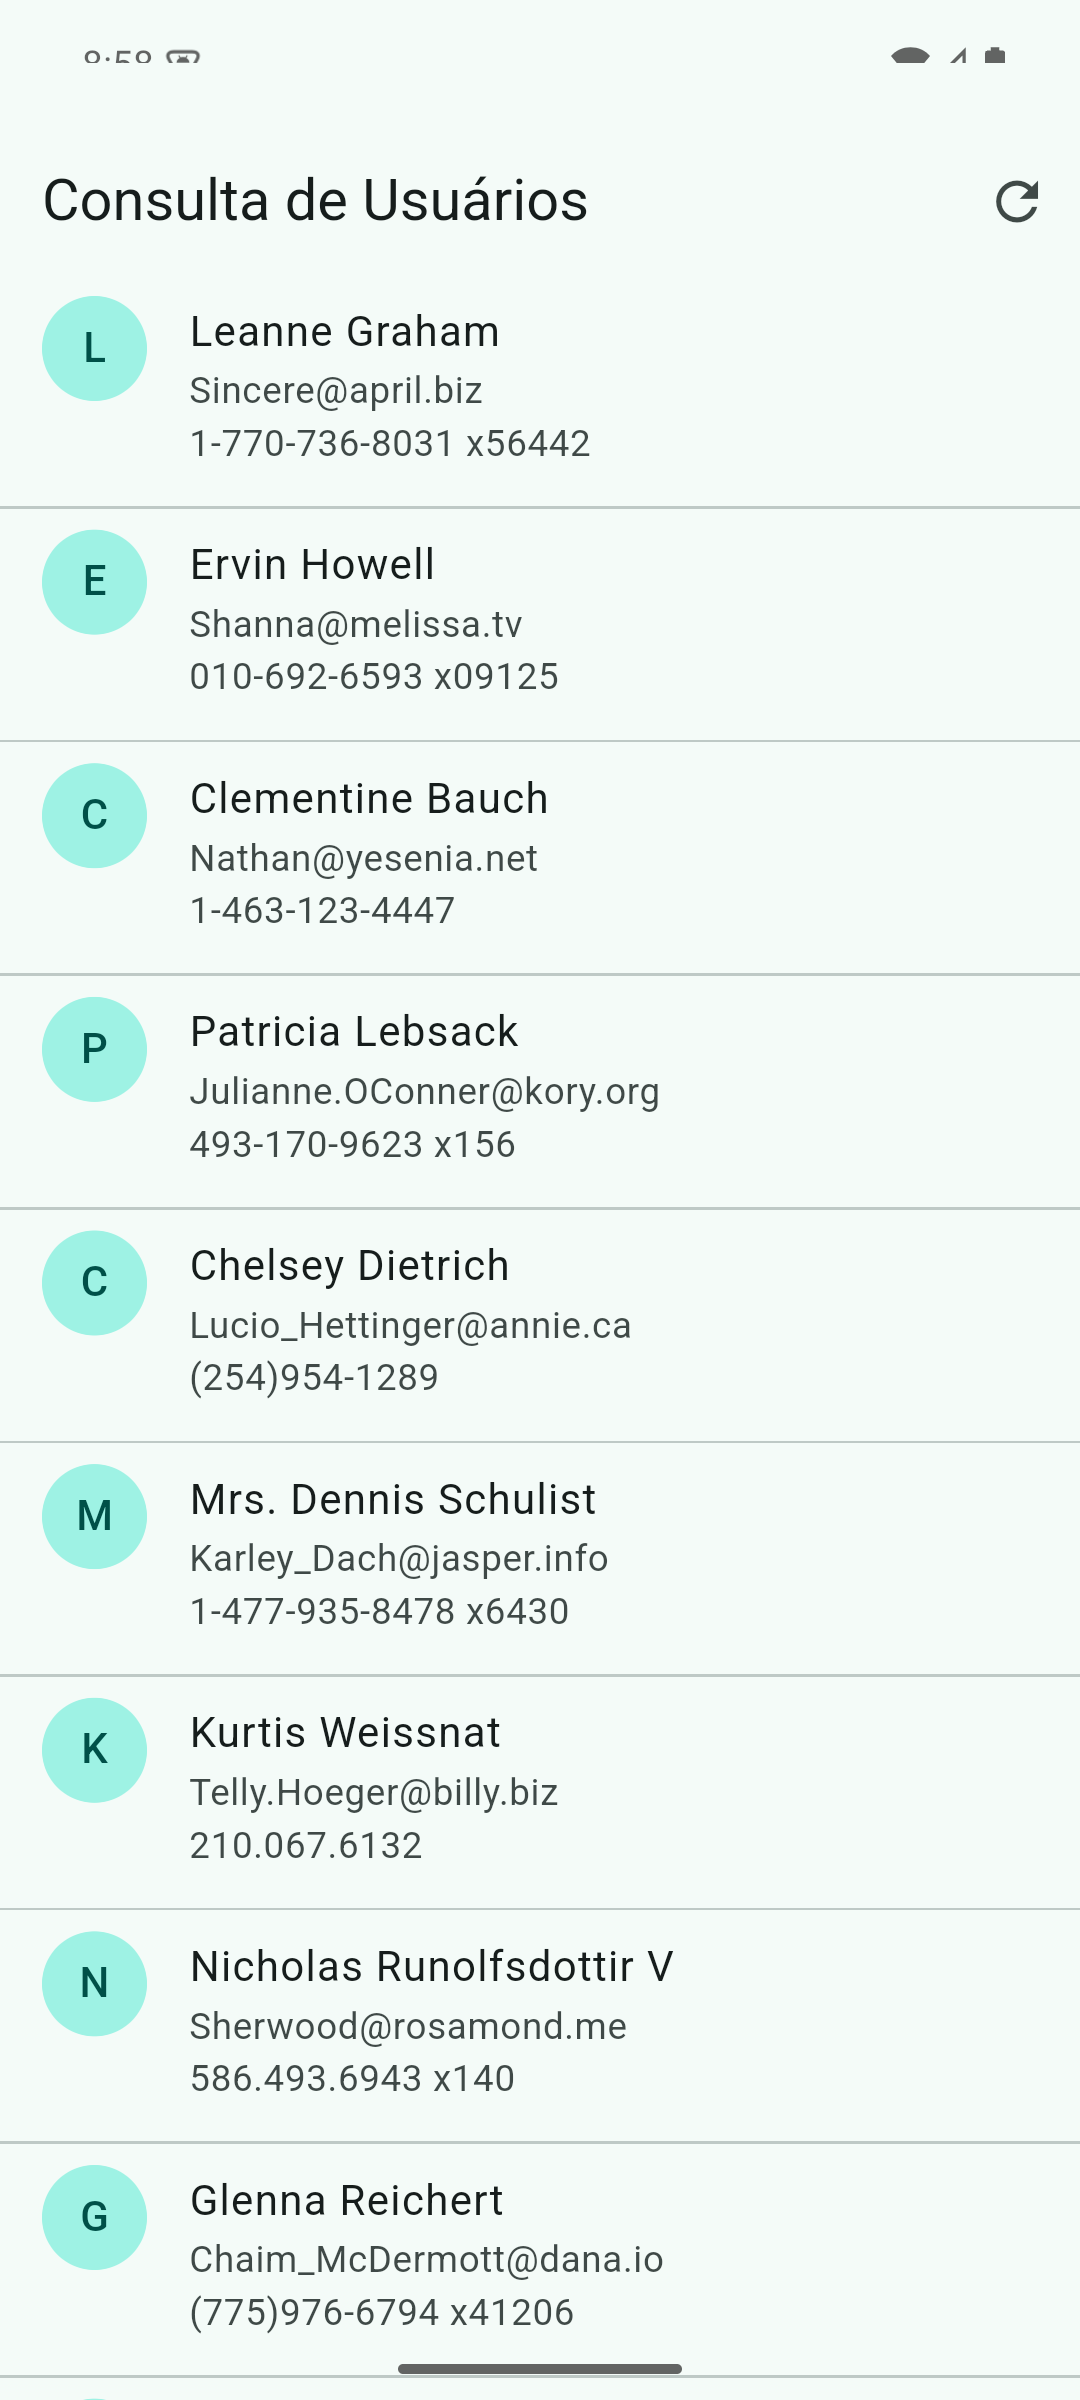 Consulta de Usuários
L
Leanne Graham
Sincere@april.biz
1-770-736-8031 x56442
E
Ervin Howell
Shanna@melissa.tv
010-692-6593 x09125
C
Clementine Bauch
Nathan@yesenia.net
1-463-123-4447
P
Patricia Lebsack
Julianne.OConner@kory.org
493-170-9623 x156
C
Chelsey Dietrich
Lucio_Hettinger@annie.ca
(254)954-1289
M
Mrs. Dennis Schulist
Karley_Dach@jasper.info
1-477-935-8478 x6430
K
Kurtis Weissnat
Telly.Hoeger@billy.biz
210.067.6132
N
Nicholas Runolfsdottir V
Sherwood@rosamond.me
586.493.6943 x140
G
Glenna Reichert
Chaim_McDermott@dana.io
(775)976-6794 x41206